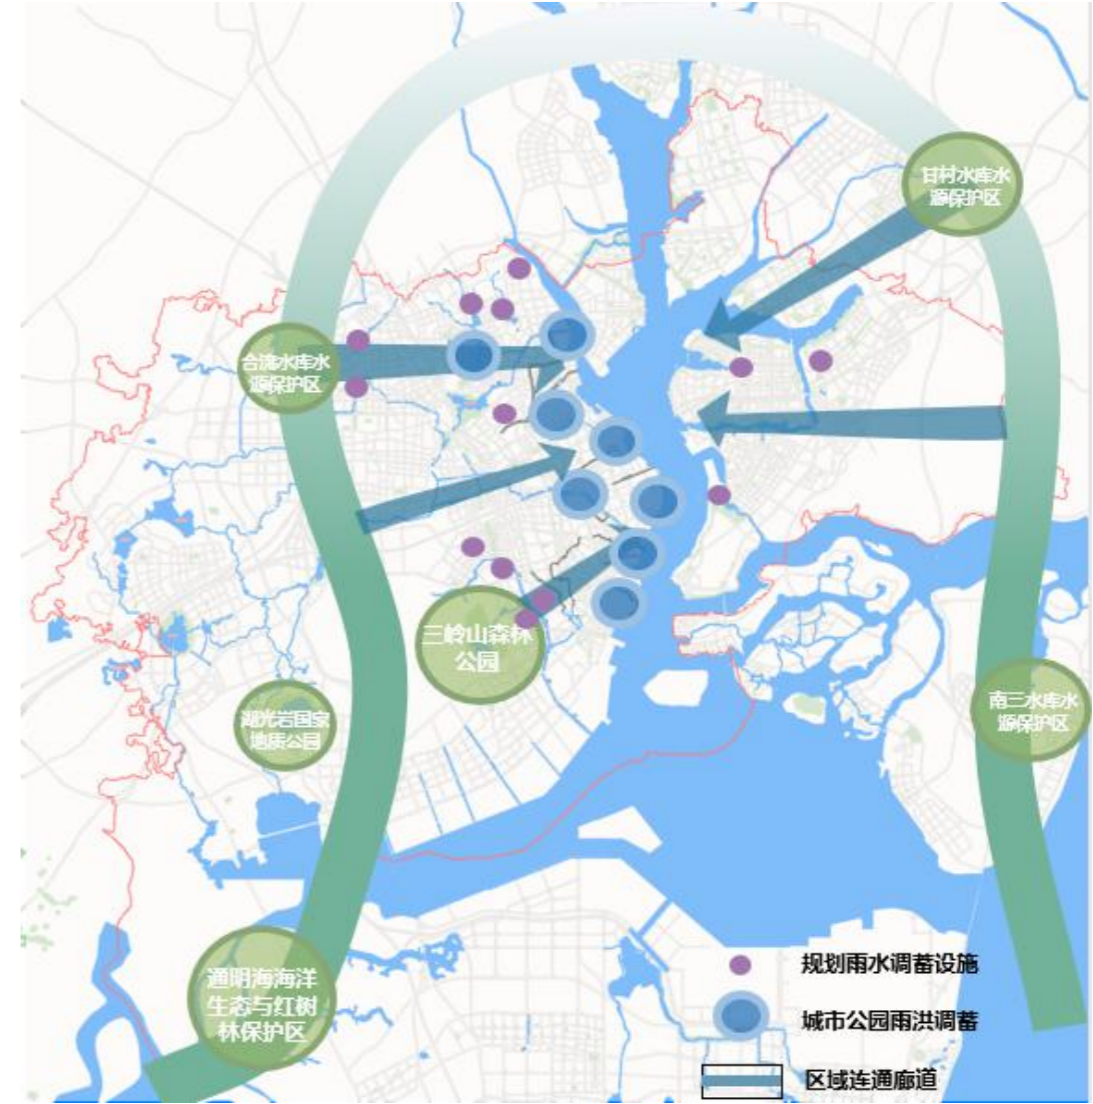 甘村水库水
源保护区
合流水库水
源保护区
三岭山森林
公园
湖光岩国家
地质公园
南三水库水
源保护区
通明海海洋
生态与红树
林保护区
规划雨水调蓄设施
城市公园雨洪调蓄
区域连通廊道